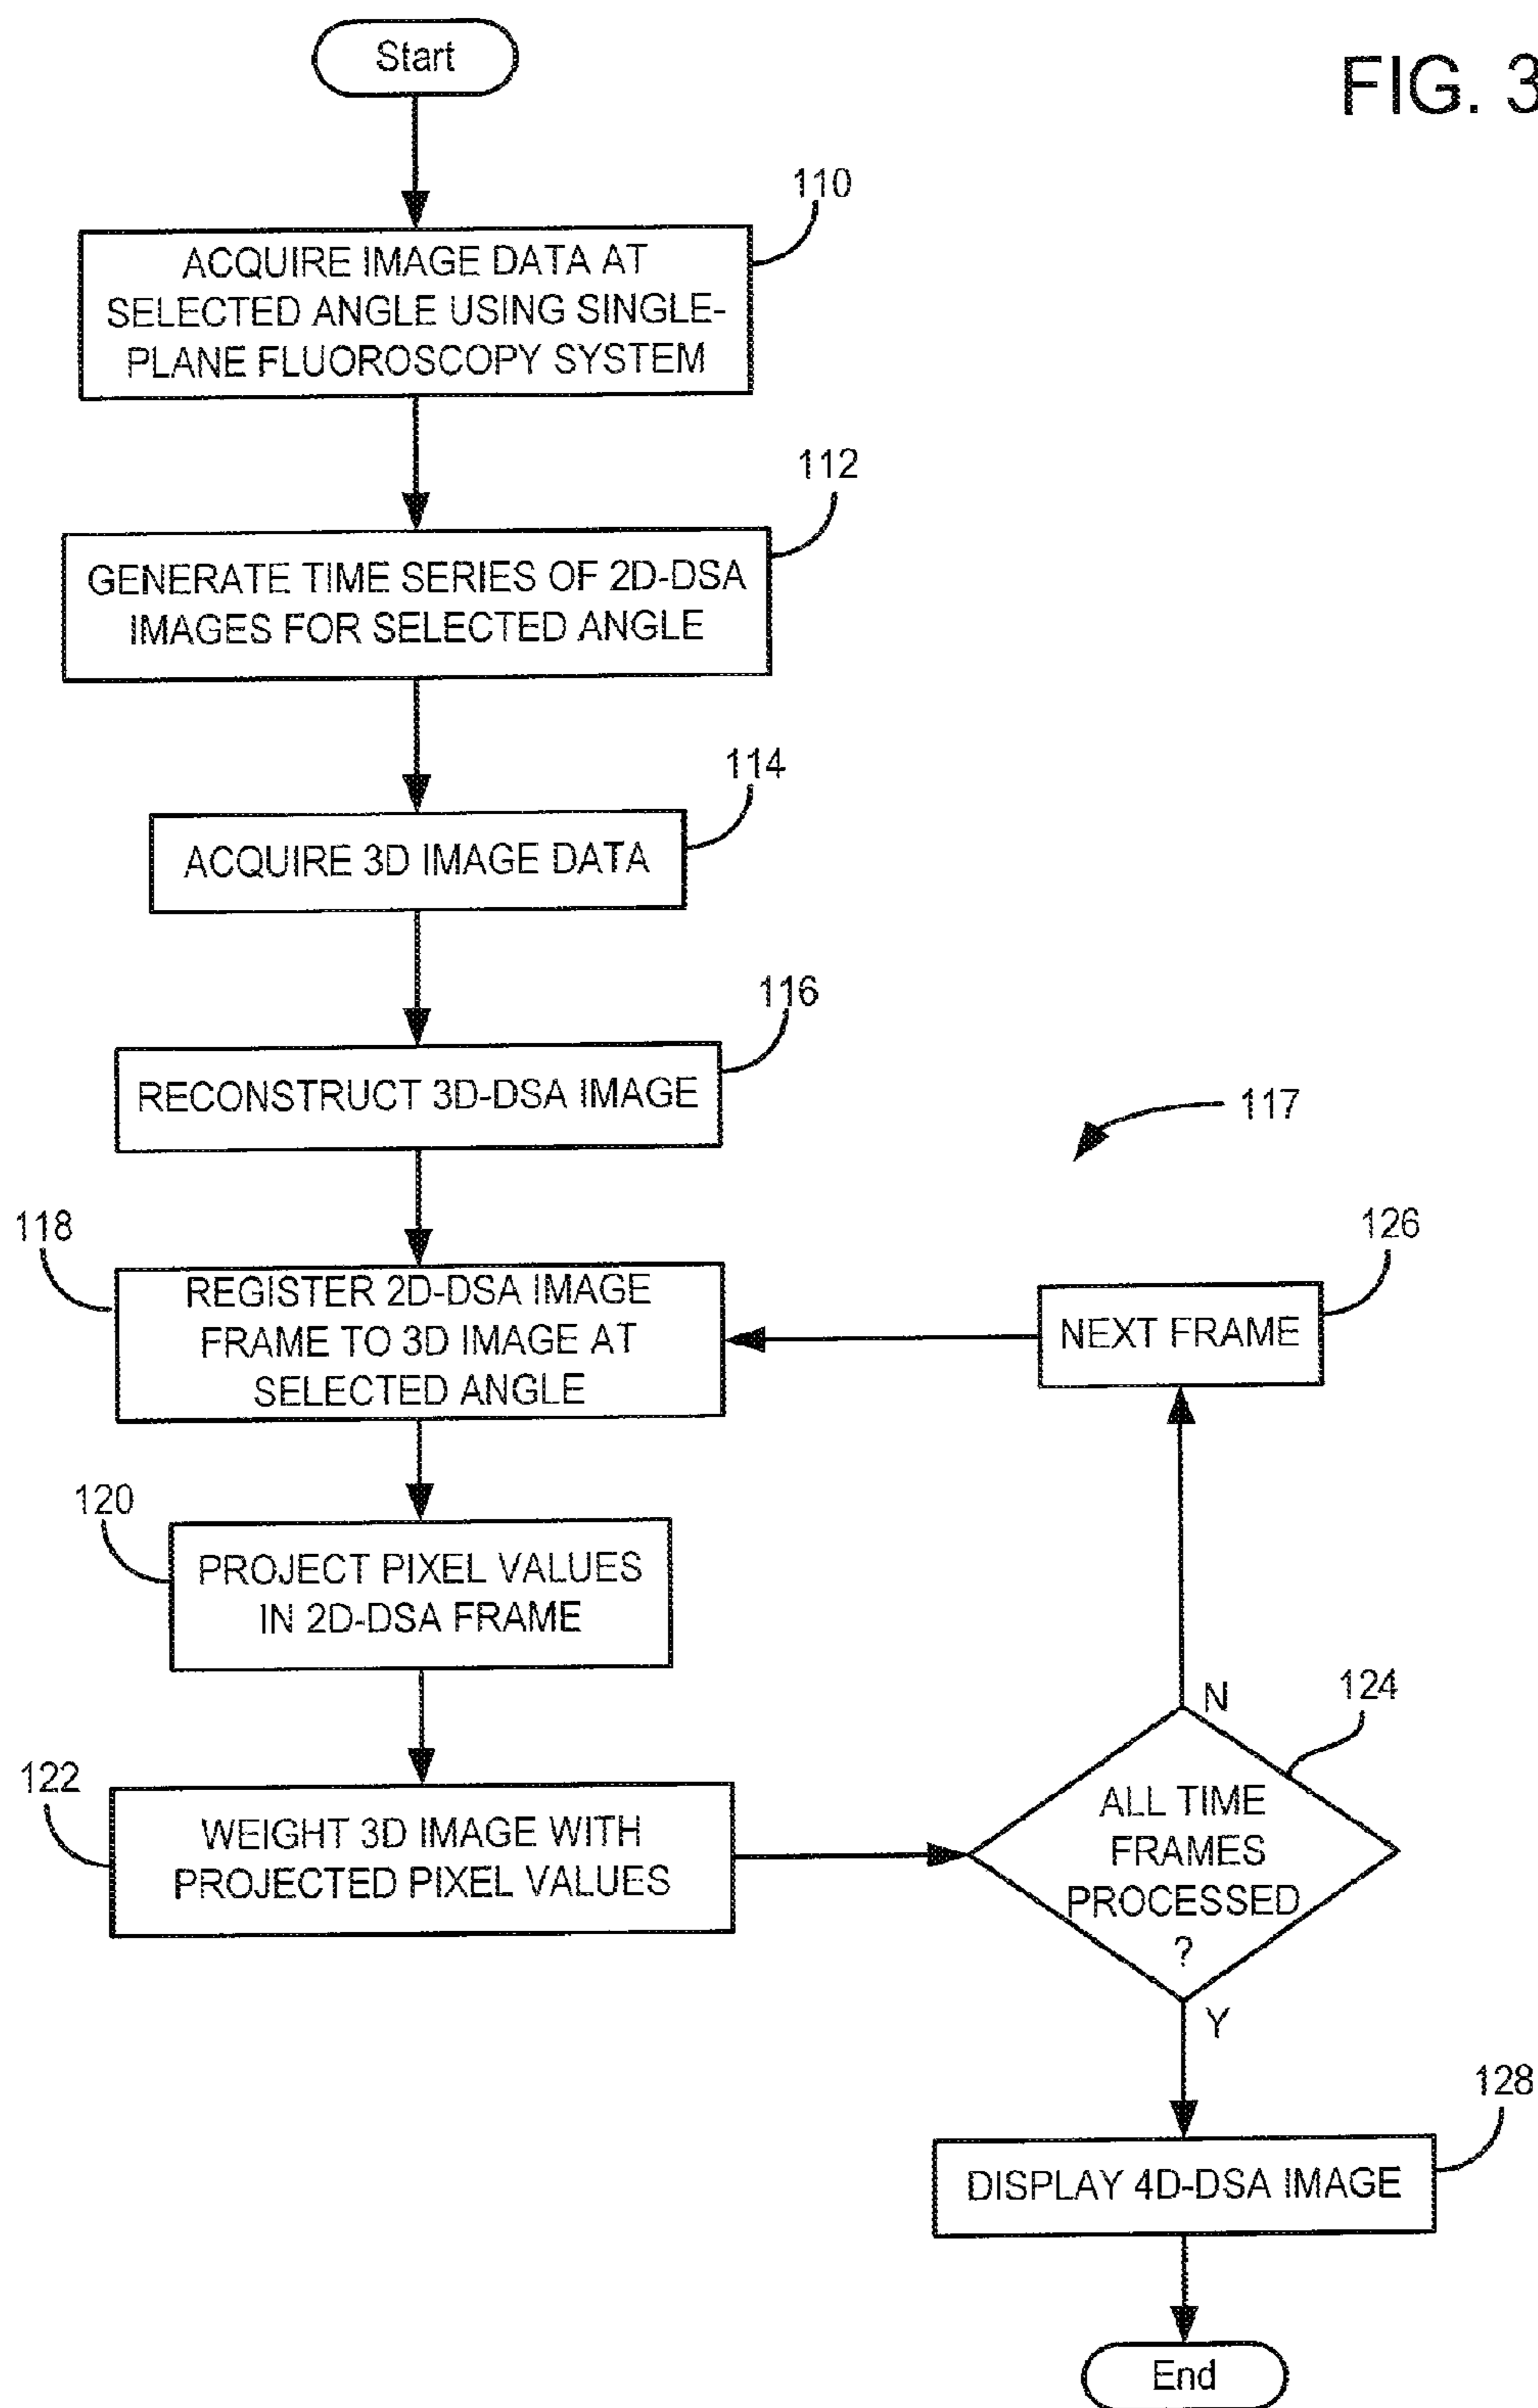 FIG. 3
Start
110
ACQUIRE IMAGE DATA AT
SELECTED ANGLE USING SINGLE-
PLANE FLUOROSCOPY SYSTEM
112
GENERATE TIME SERIES OF 2D-DSA
IMAGES FOR SELECTED ANGLE
114
ACQUIRE 3D IMAGE DATA
116
RECONSTRUCT 3D-DSA IMAGE
117
118
REGISTER 2D-DSA IMAGE
FRAME TO 3D IMAGE AT
SELECTED ANGLE
126
NEXT FRAME
120
PROJECT PIXEL VALUES
IN 2D-DSA FRAME
122
WEIGHT 3D IMAGE WITH
PROJECTED PIXEL VALUES
N
124
ALL TIME
FRAMES
PROCESSED
?
Y
128
DISPLAY 4D-DSA IMAGE
End